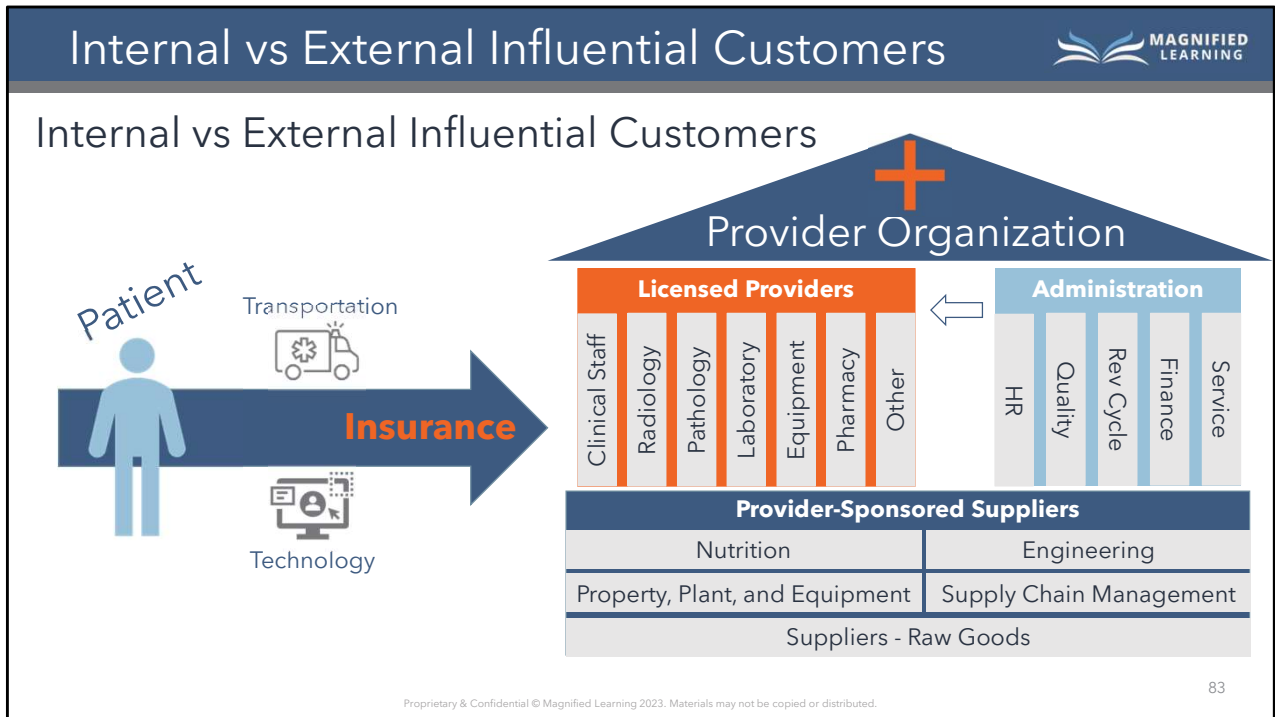 Internal vs External Influential Customers
MAGNIFIED
LEARNING
Internal vs External Influential Customers
Patient
Transportation
Insurance
Technology
Provider Organization
Licensed Providers
Clinical Staff
Radiology
Pathology
Laboratory
Equipment
Pharmacy
Other
Administration
HR
Quality
Rev Cycle
Finance
Service
Provider-Sponsored Suppliers
Nutrition
Engineering
Property, Plant, and Equipment
Supply Chain Management
Suppliers - Raw Goods
83
Proprietary & Confidential © Magnified Learning 2023. Materials may not be copied or distributed.